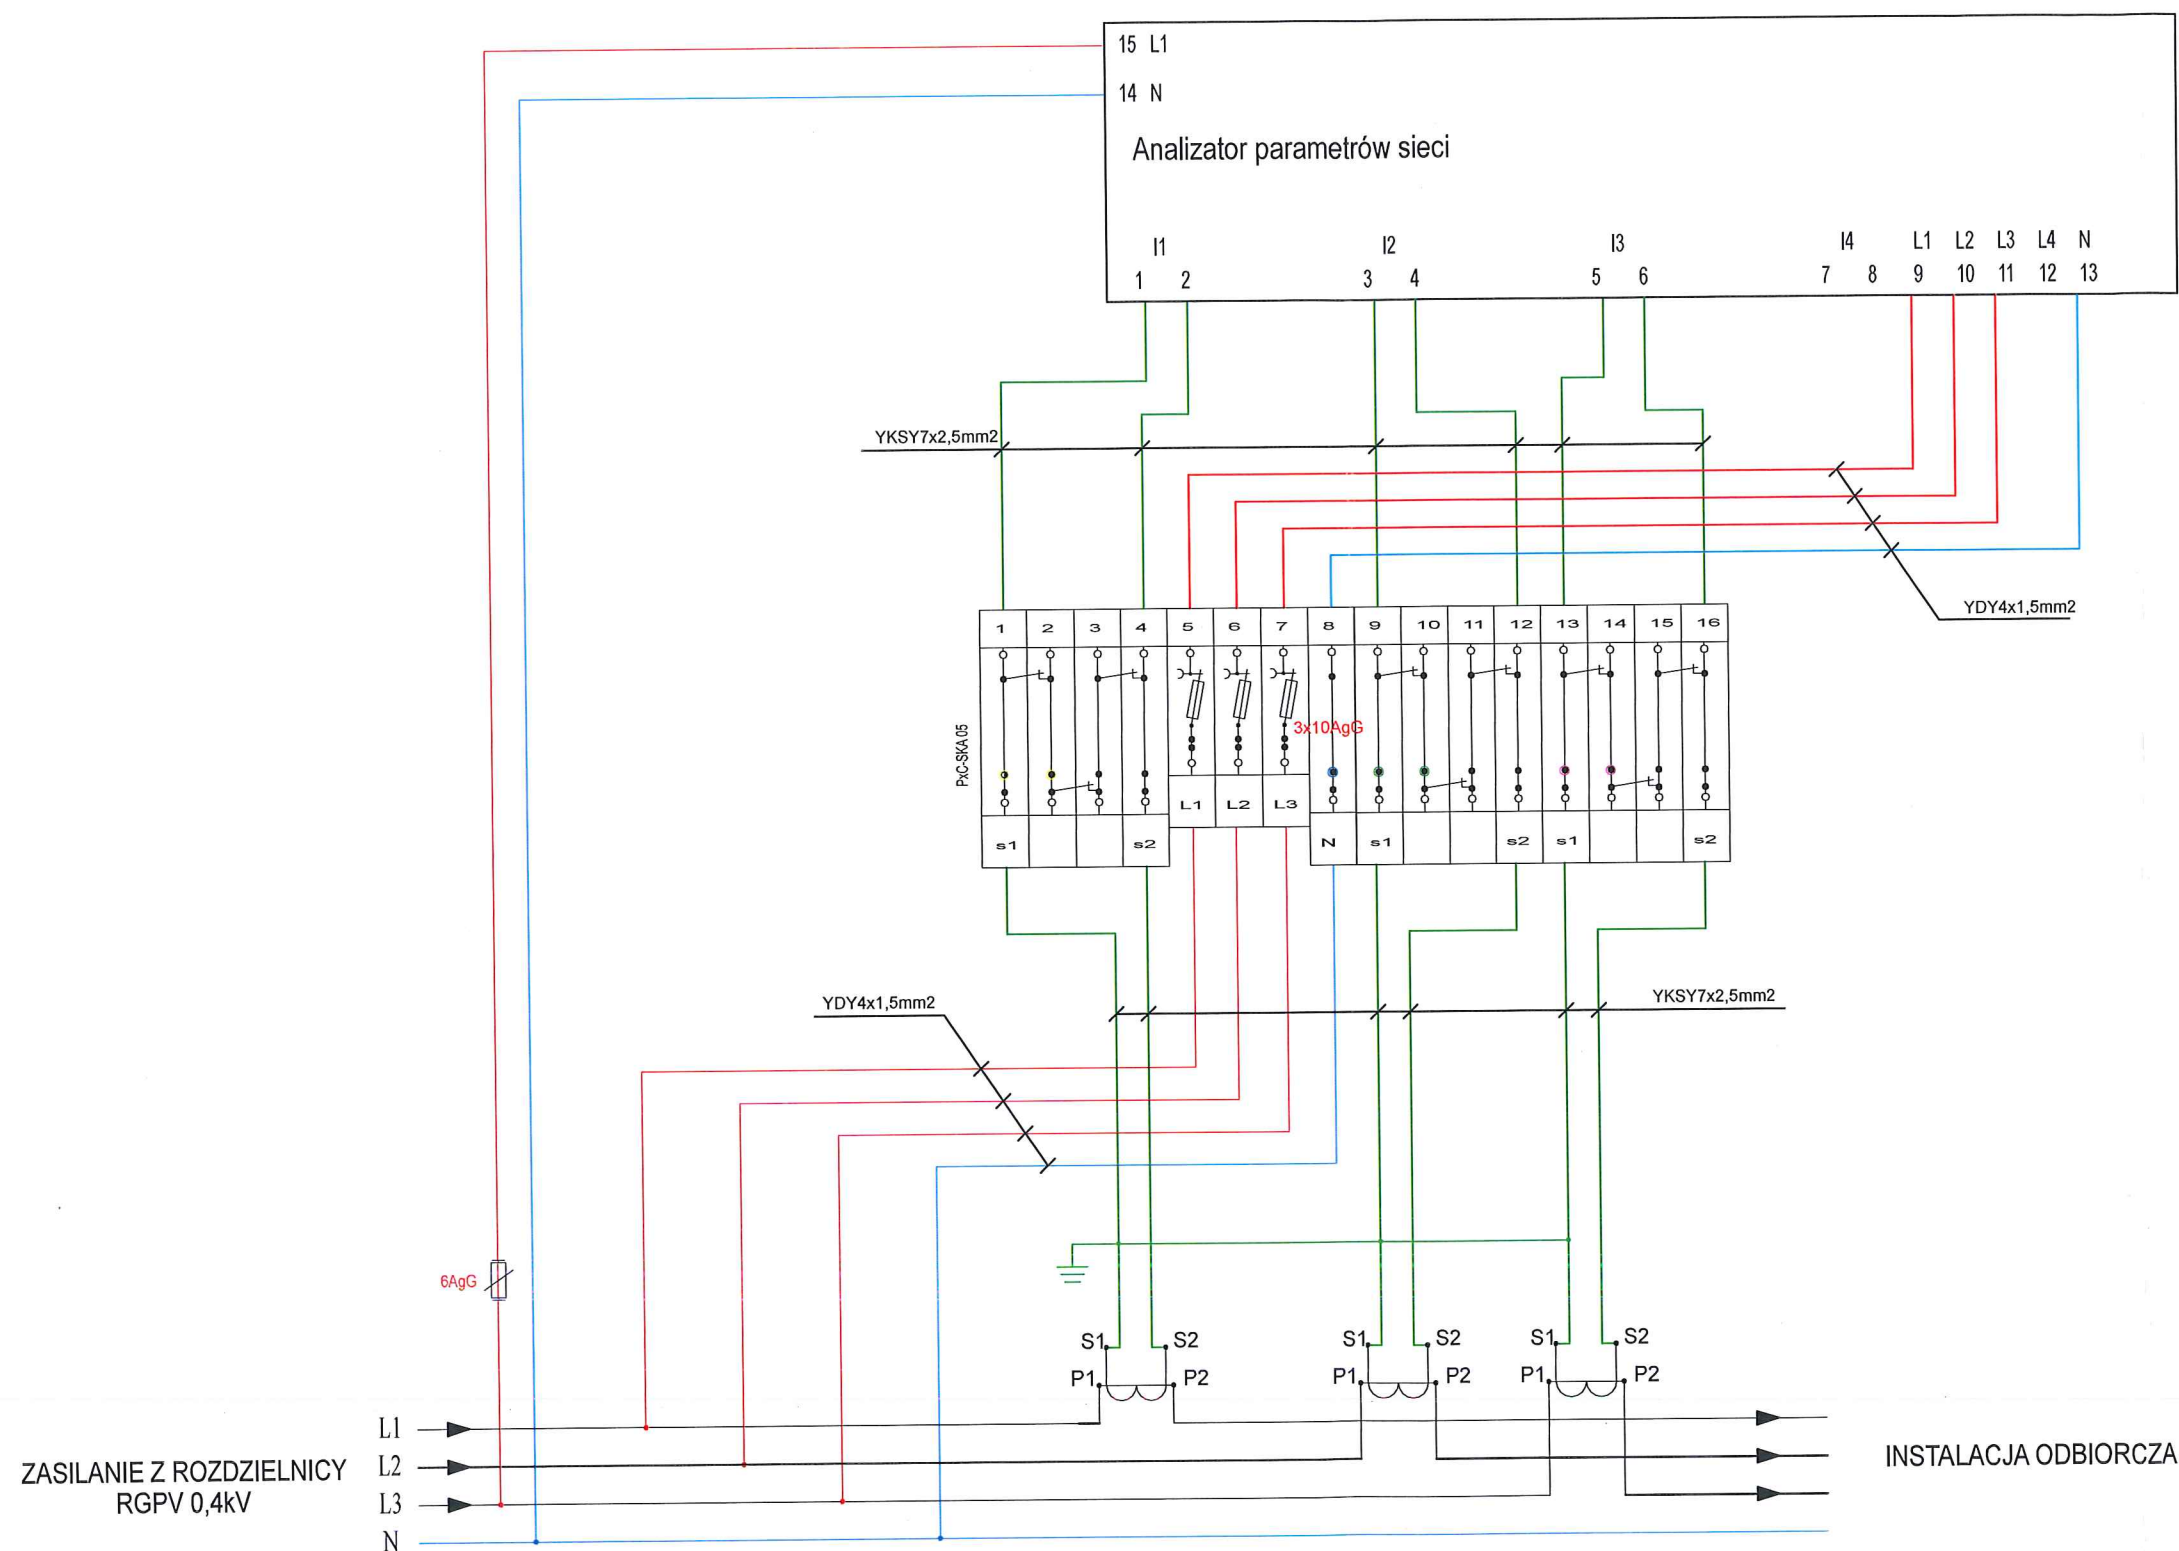 15 L1
14 N
Analizator parametrów sieci
I1 I2 I3 I4 L1 L2 L3 L4 N
1 2 3 4 5 6 7 8 9 10 11 12 13
YKSY7x2,5mm2
YDY4x1,5mm2
1 2 3 4 5 6 7 8 9 10 11 12 13 14 15 16
3x10AgG
PxC-SKA 05
L1 L2 L3
s1 s2 N s1 s2 s1 s2
YDY4x1,5mm2
YKSY7x2,5mm2
6AgG
S1 S2 S1 S2 S1 S2
P1 P2 P1 P2 P1 P2
L1
L2
L3
N
ZASILANIE Z ROZDZIELNICY
RGPV 0,4kV
INSTALACJA ODBIORCZA